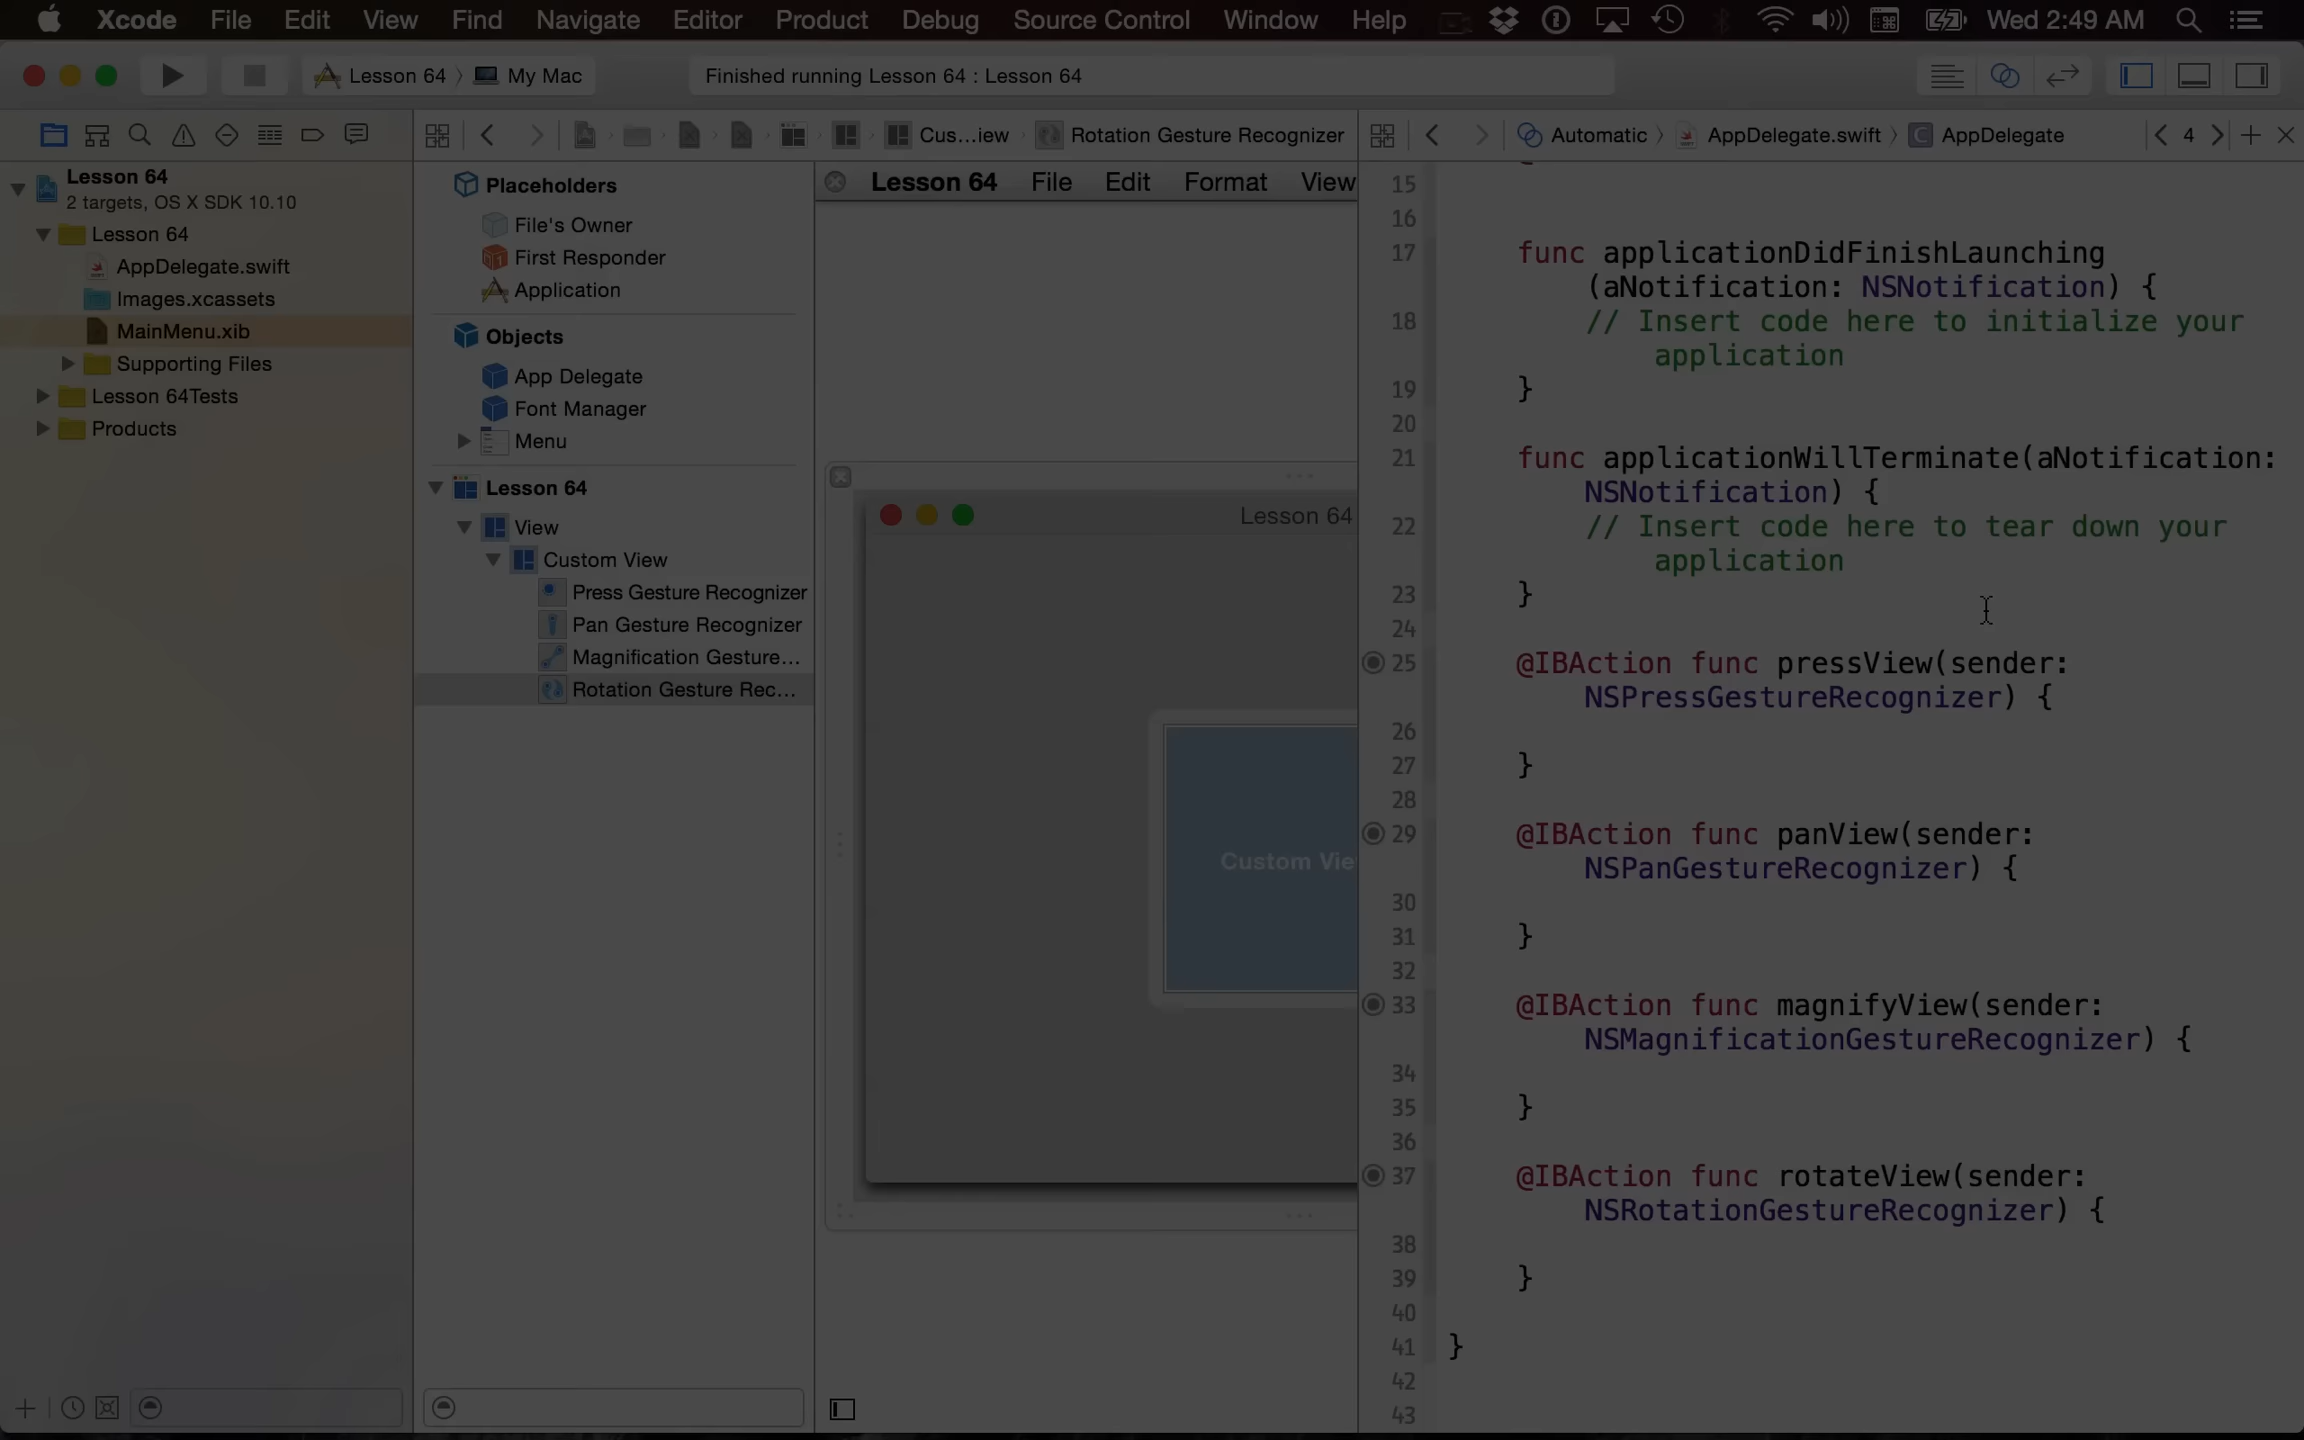 Xcode File Edit View Find Navigate Editor Product Debug Source Control Window Help Wed 2:49 AM
Lesson 64 〉 My Mac
Finished running Lesson 64 : Lesson 64
Cus...iew Rotation Gesture Recognizer
Automatic 〉 AppDelegate.swift 〉 C AppDelegate
4
Lesson 64
2 targets, OS X SDK 10.10
Lesson 64
AppDelegate.swift
Images.xcassets
MainMenu.xib
Supporting Files
Lesson 64Tests
Products
Placeholders
File's Owner
First Responder
Application
Objects
App Delegate
Font Manager
Menu
Lesson 64
View
Custom View
Press Gesture Recognizer
Pan Gesture Recognizer
Magnification Gesture...
Rotation Gesture Rec...
Lesson 64 File Edit Format View
Lesson 64
Custom Vie
15
16
17 func applicationDidFinishLaunching
(aNotification: NSNotification) {
18 // Insert code here to initialize your
application
19 }
20
21 func applicationWillTerminate(aNotification:
NSNotification) {
22 // Insert code here to tear down your
application
23 }
24
25 @IBAction func pressView(sender:
NSPressGestureRecognizer) {
26
27 }
28
29 @IBAction func panView(sender:
NSPanGestureRecognizer) {
30
31 }
32
33 @IBAction func magnifyView(sender:
NSMagnificationGestureRecognizer) {
34
35 }
36
37 @IBAction func rotateView(sender:
NSRotationGestureRecognizer) {
38
39 }
40
41 }
42
43